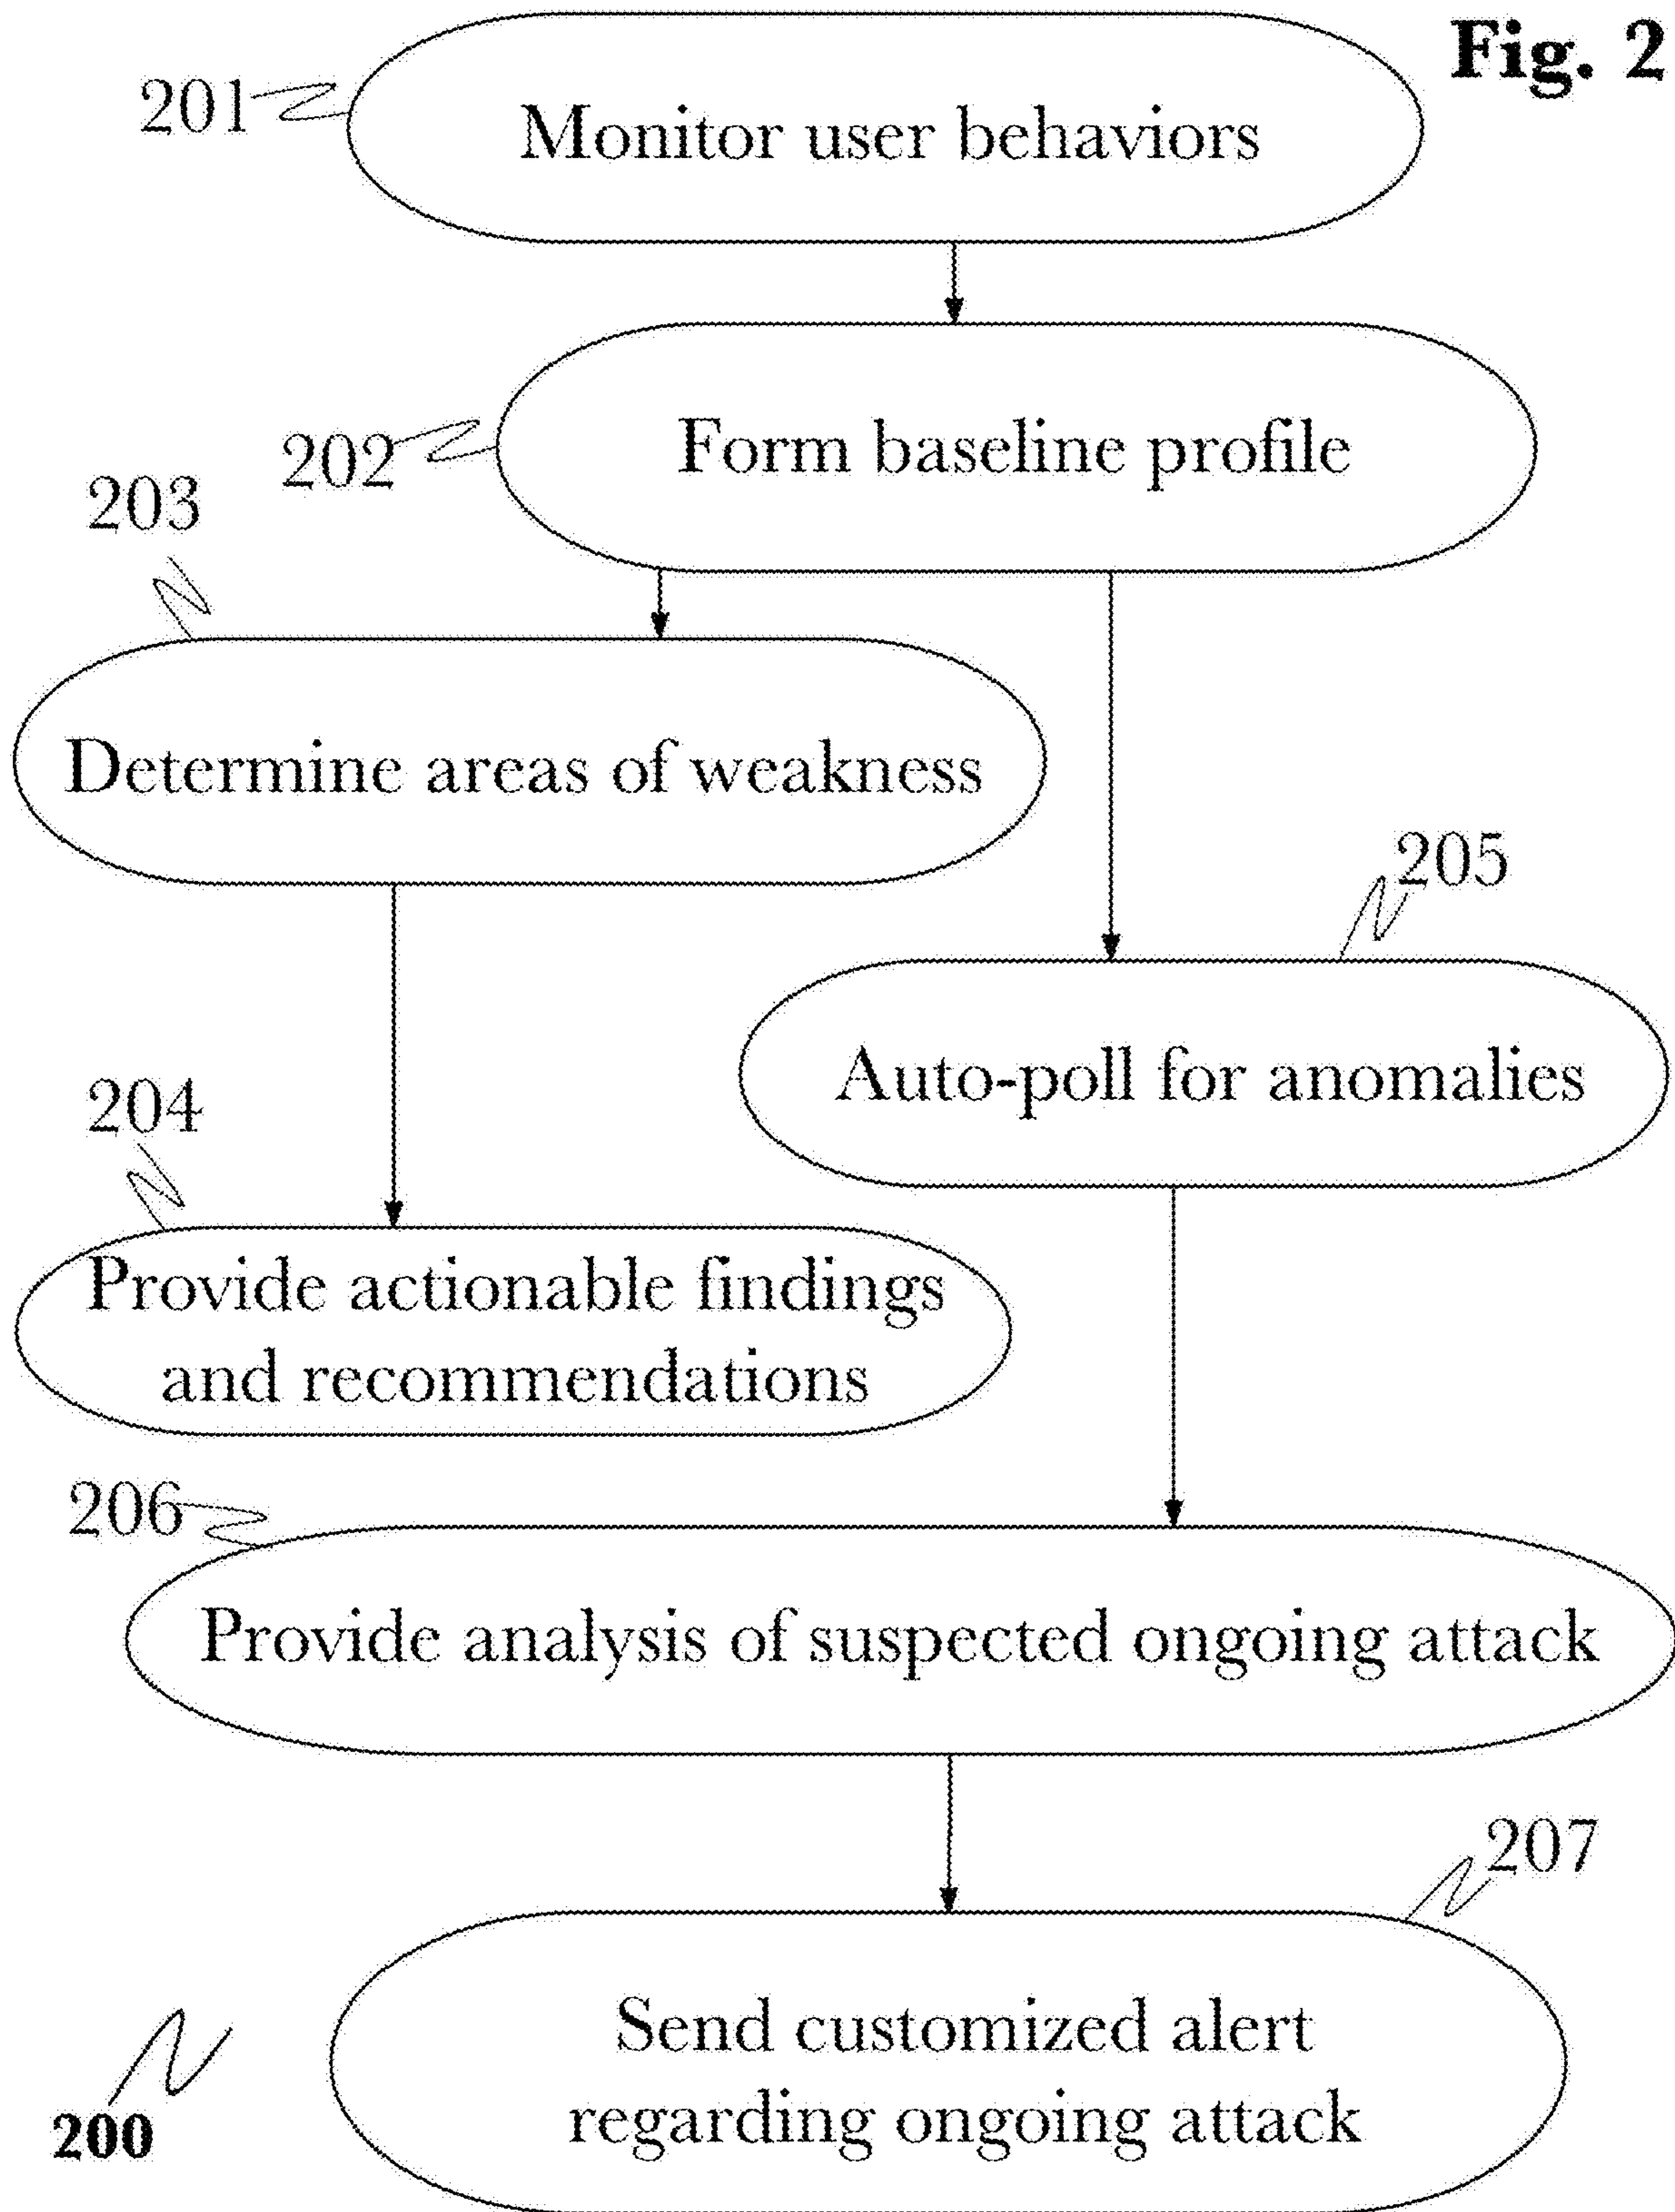 Fig. 2
201
Monitor user behaviors
202
Form baseline profile
203
Determine areas of weakness
205
Auto-poll for anomalies
204
Provide actionable findings
and recommendations
206
Provide analysis of suspected ongoing attack
207
Send customized alert
regarding ongoing attack
200